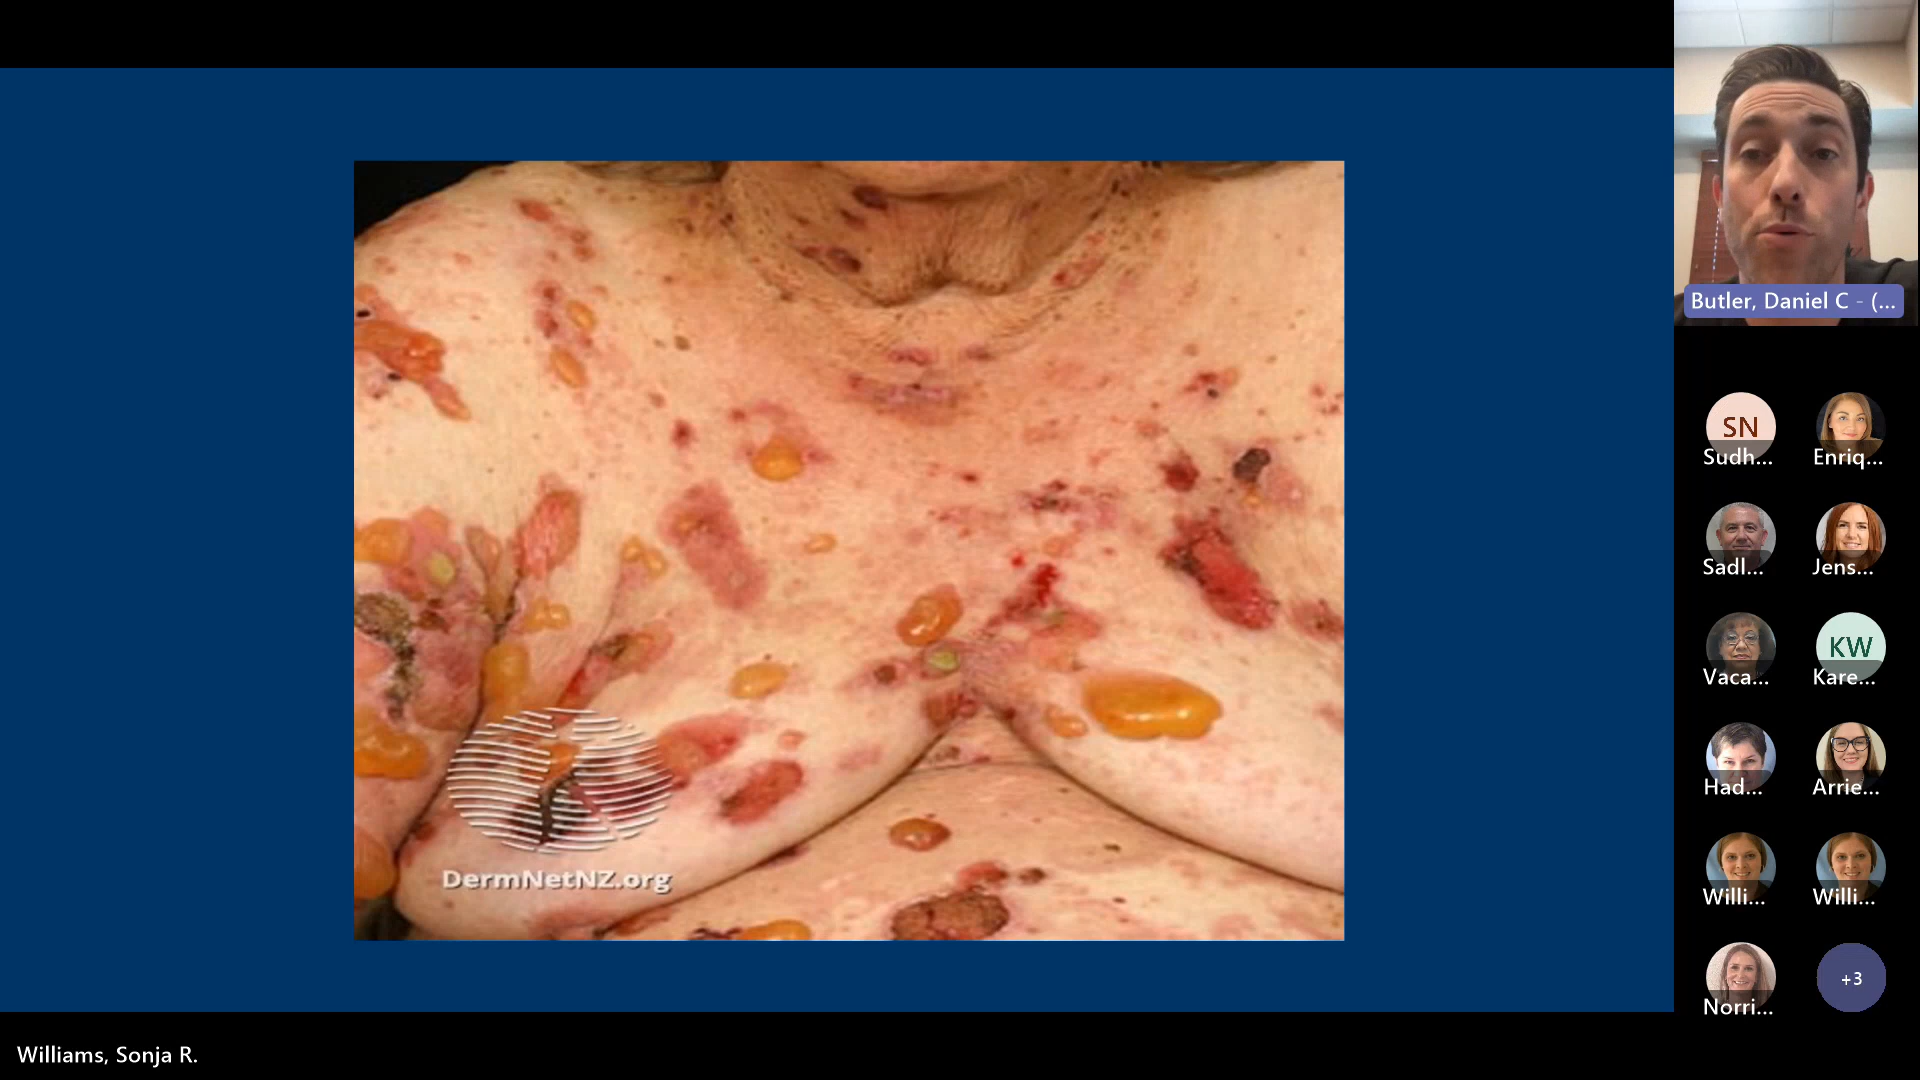 DermNetNZ.org
Butler, Daniel C - (...
SN
Sudh...
Enriq...
Sadl...
Jens...
Vaca...
KW
Kare...
Had...
Arrie...
Willi...
Willi...
Norri...
+3
Williams, Sonja R.